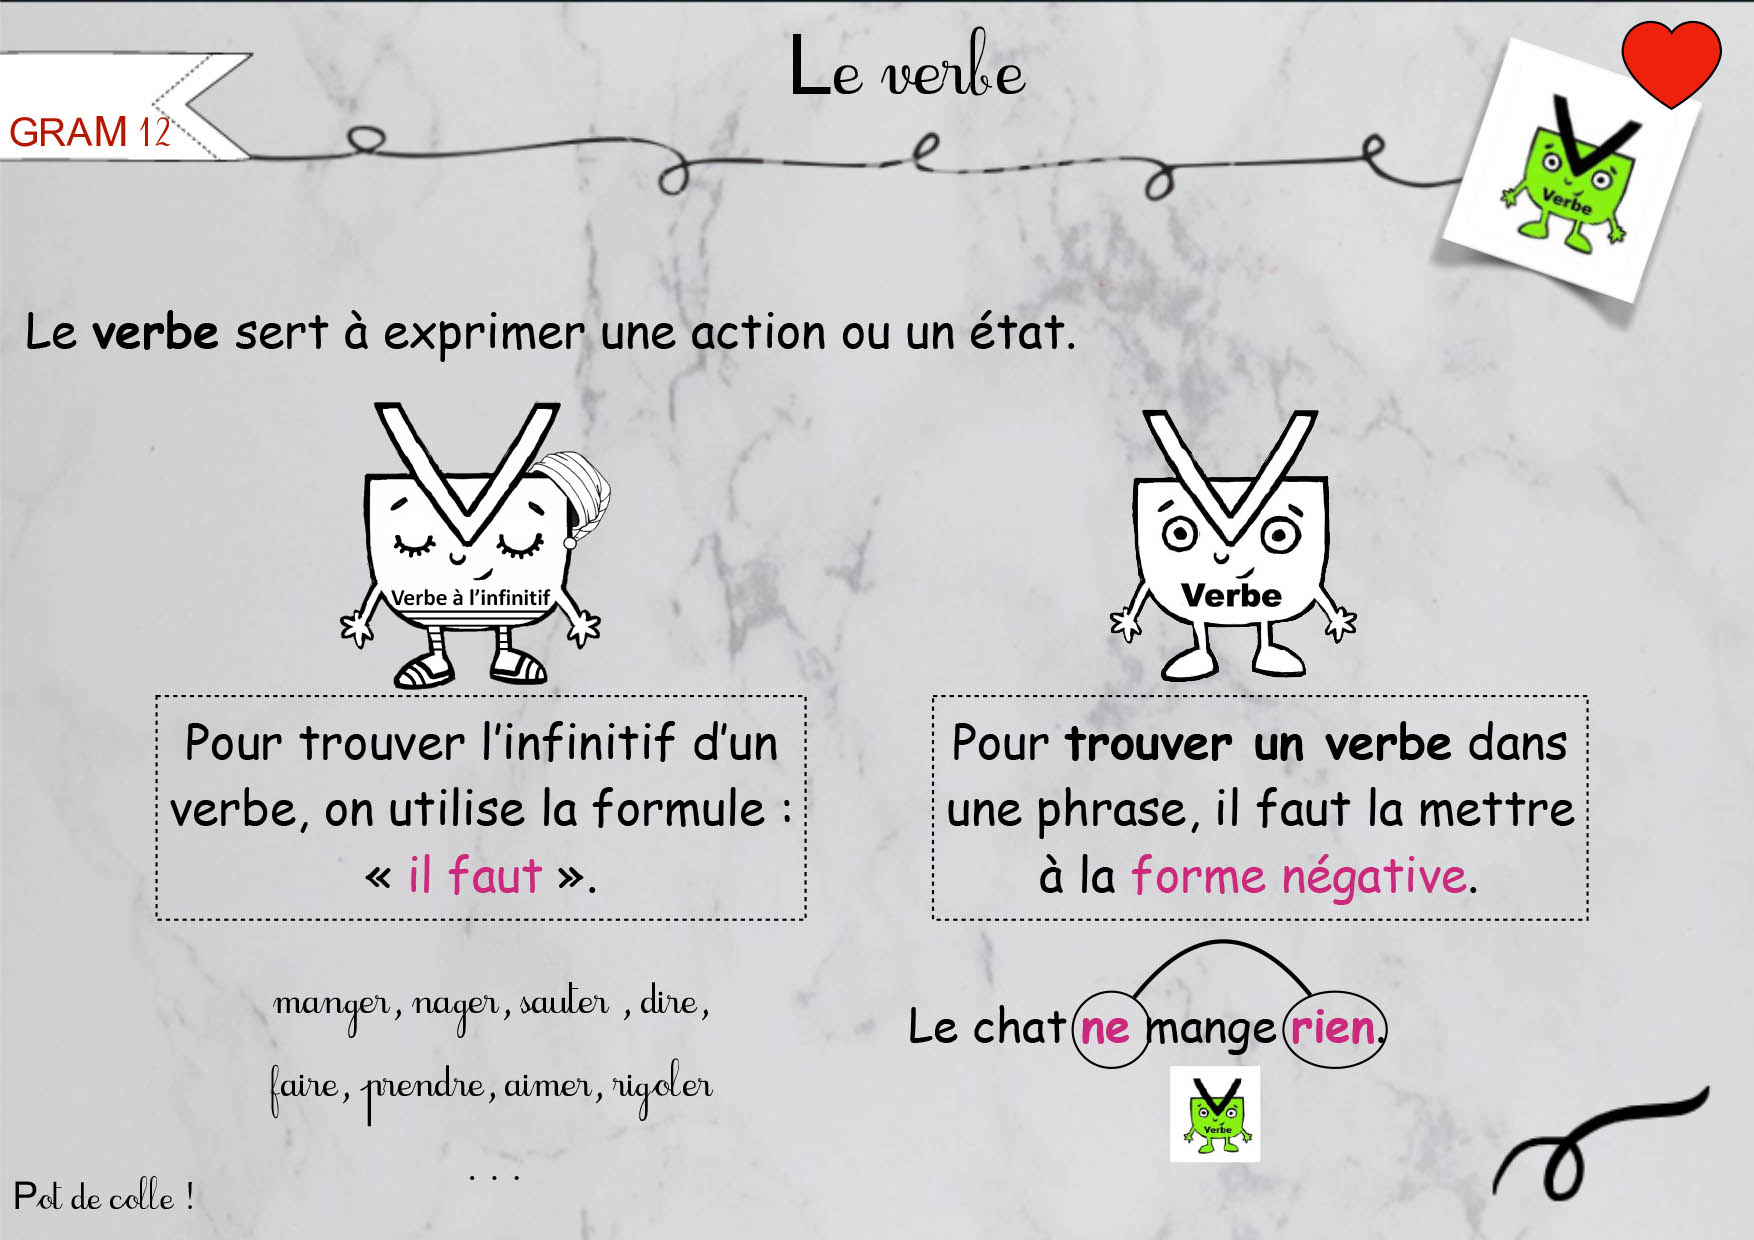 Le verbe
GRAM 12
Verbe
Le verbe sert à exprimer une action ou un état.
Verbe à l'infinitif
Verbe
Pour trouver l'infinitif d'un
verbe, on utilise la formule :
« il faut ».
Pour trouver un verbe dans
une phrase, il faut la mettre
à la forme négative.
manger, nager, sauter , dire,
faire, prendre, aimer, rigoler
...
Le chat ne mange rien.
Verbe
Pot de colle !